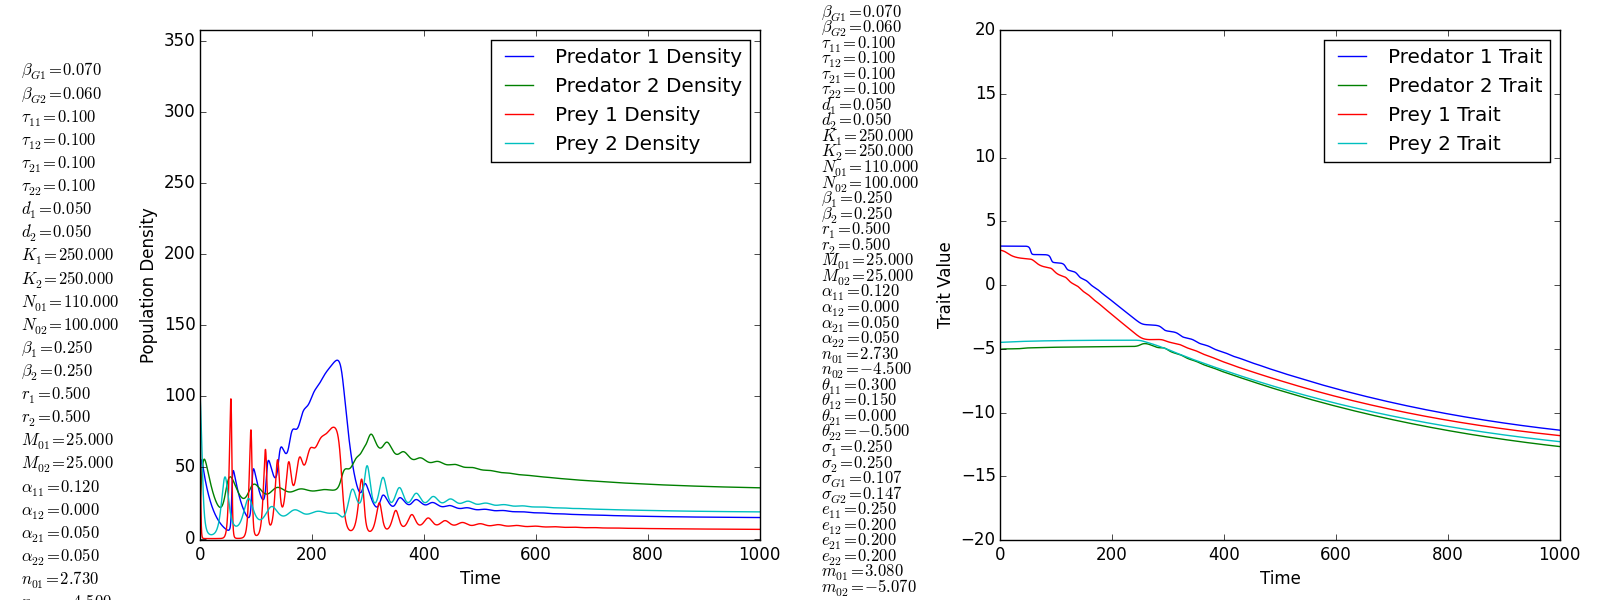 β_G1=0.070
β_G2=0.060
τ_11=0.100
τ_12=0.100
τ_21=0.100
τ_22=0.100
d_1=0.050
d_2=0.050
K_1=250.000
K_2=250.000
N_01=110.000
N_02=100.000
β_1=0.250
β_2=0.250
r_1=0.500
r_2=0.500
M_01=25.000
M_02=25.000
α_11=0.120
α_12=0.000
α_21=0.050
α_22=0.050
n_01=2.730
350
300
250
200
150
100
50
0
Population Density
0 200 400 600 800 1000
Time
Predator 1 Density
Predator 2 Density
Prey 1 Density
Prey 2 Density
β_G1=0.070
β_G2=0.060
τ_11=0.100
τ_12=0.100
τ_21=0.100
τ_22=0.100
d_1=0.050
d_2=0.050
K_1=250.000
K_2=250.000
N_01=110.000
N_02=100.000
β_1=0.250
β_2=0.250
r_1=0.500
r_2=0.500
M_01=25.000
M_02=25.000
α_11=0.120
α_12=0.000
α_21=0.050
α_22=0.050
n_01=2.730
n_02=−4.500
θ_11=0.300
θ_12=0.150
θ_21=0.000
θ_22=−0.500
σ_1=0.250
σ_2=0.250
σ_G1=0.107
σ_G2=0.147
e_11=0.250
e_12=0.200
e_21=0.200
e_22=0.200
m_01=3.080
m_02=−5.070
20
15
10
5
0
−5
−10
−15
−20
Trait Value
0 200 400 600 800 1000
Time
Predator 1 Trait
Predator 2 Trait
Prey 1 Trait
Prey 2 Trait